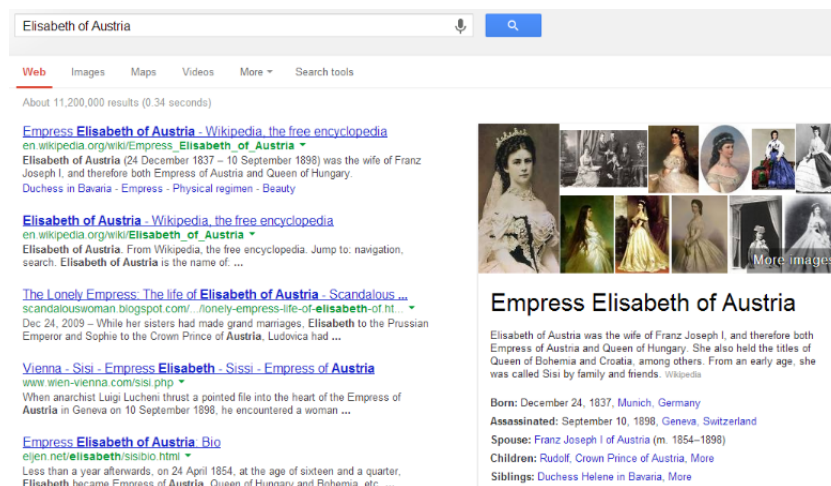 Elisabeth of Austria
Web Images Maps Videos More Search tools
About 11,200,000 results (0.34 seconds)
Empress Elisabeth of Austria - Wikipedia, the free encyclopedia
en.wikipedia.org/wiki/Empress_Elisabeth_of_Austria
Elisabeth of Austria (24 December 1837 – 10 September 1898) was the wife of Franz
Joseph I, and therefore both Empress of Austria and Queen of Hungary.
Duchess in Bavaria - Empress - Physical regimen - Beauty
Elisabeth of Austria - Wikipedia, the free encyclopedia
en.wikipedia.org/wiki/Elisabeth_of_Austria
Elisabeth of Austria. From Wikipedia, the free encyclopedia. Jump to: navigation,
search. Elisabeth of Austria is the name of: ...
The Lonely Empress: The life of Elisabeth of Austria - Scandalous ...
scandalouswoman.blogspot.com/.../lonely-empress-life-of-elisabeth-of.ht...
Dec 24, 2009 – While her sisters had made grand marriages, Elisabeth to the Prussian
Emperor and Sophie to the Crown Prince of Austria, Ludovica had ...
Vienna - Sisi - Empress Elisabeth - Sissi - Empress of Austria
www.wien-vienna.com/sisi.php
When anarchist Luigi Lucheni thrust a pointed file into the heart of the Empress of
Austria in Geneva on 10 September 1898, he encountered a woman ...
Empress Elisabeth of Austria: Bio
eljen.net/elisabeth/sisibio.html
Less than a year afterwards, on 24 April 1854, at the age of sixteen and a quarter,
Elisabeth became Empress of Austria, Queen of Hungary and Bohemia, etc. ...
More images
Empress Elisabeth of Austria
Elisabeth of Austria was the wife of Franz Joseph I, and therefore both
Empress of Austria and Queen of Hungary. She also held the titles of
Queen of Bohemia and Croatia, among others. From an early age, she
was called Sisi by family and friends. Wikipedia
Born: December 24, 1837, Munich, Germany
Assassinated: September 10, 1898, Geneva, Switzerland
Spouse: Franz Joseph I of Austria (m. 1854–1898)
Children: Rudolf, Crown Prince of Austria, More
Siblings: Duchess Helene in Bavaria, More